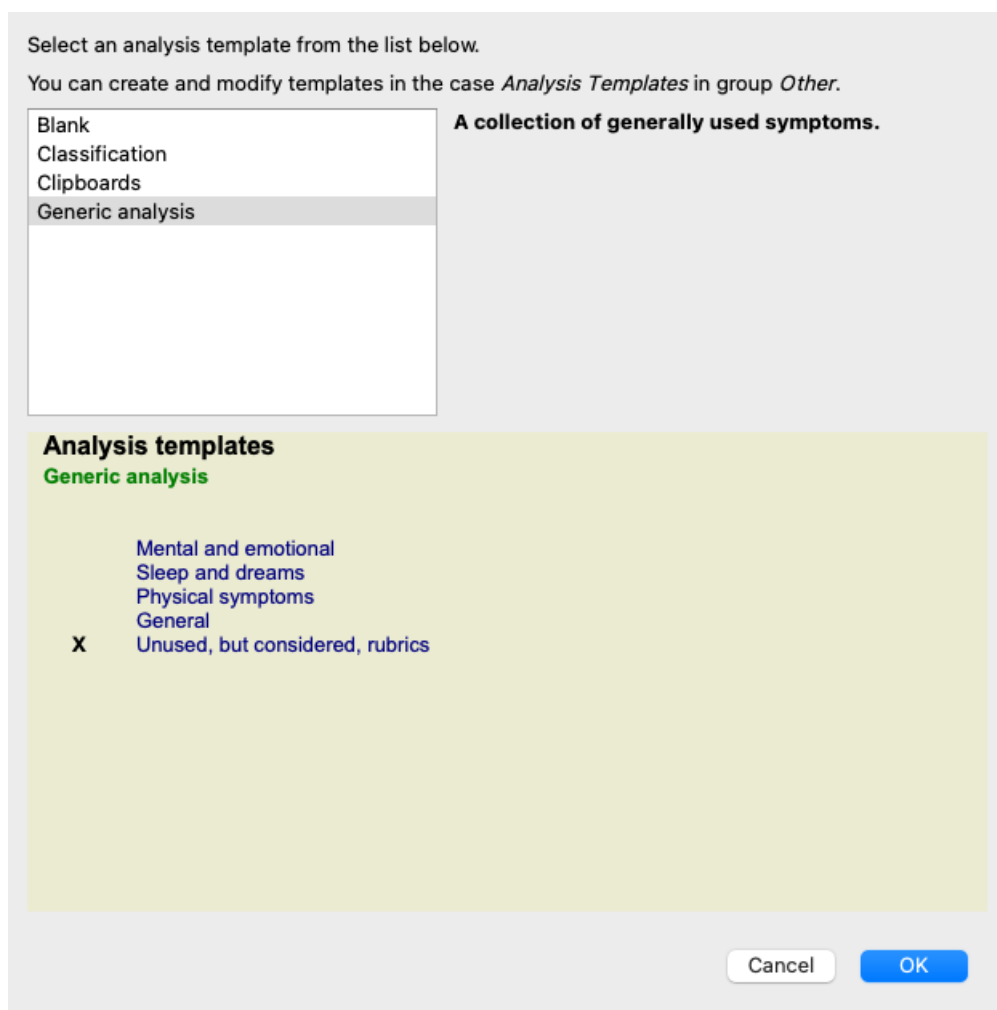 Select an analysis template from the list below.
You can create and modify templates in the case Analysis Templates in group Other.
Blank
Classification
Clipboards
Generic analysis
A collection of generally used symptoms.
Analysis templates
Generic analysis
Mental and emotional
Sleep and dreams
Physical symptoms
General
X Unused, but considered, rubrics
Cancel OK